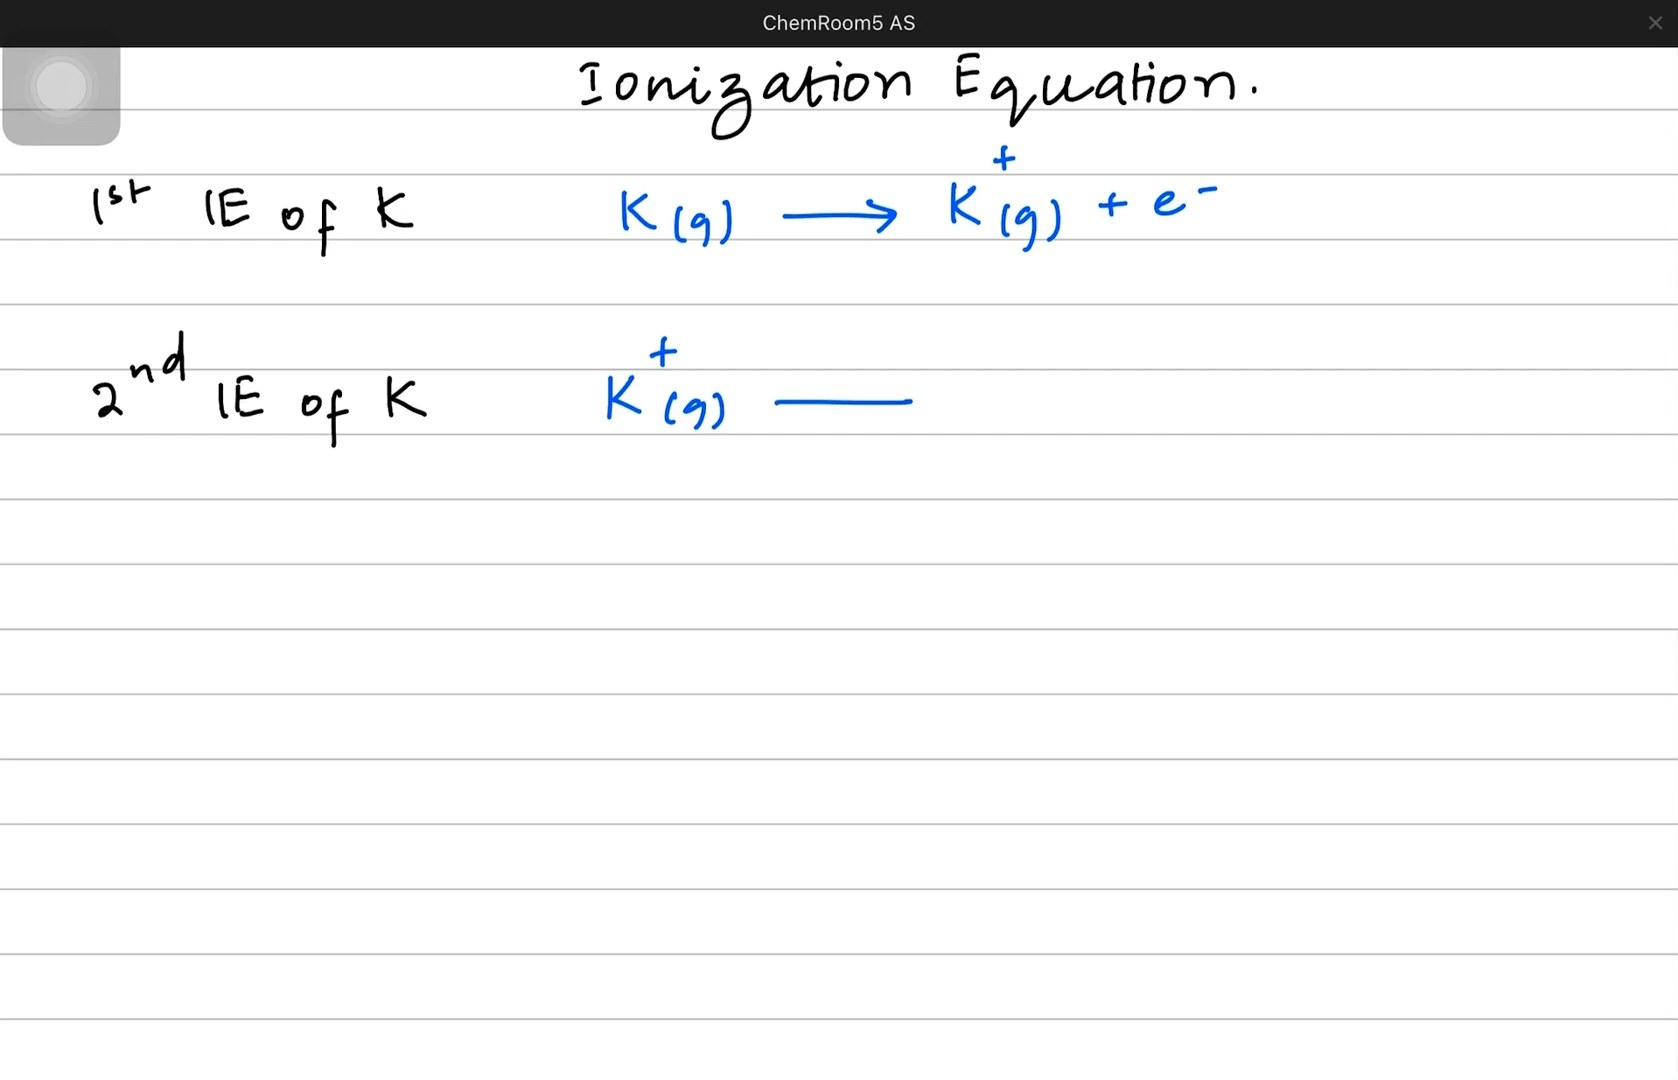 ChemRoom5 AS
Ionization Equation.
1st IE of K K(g) ⟶ K⁺(g) + e⁻
2nd IE of K K⁺(g) —